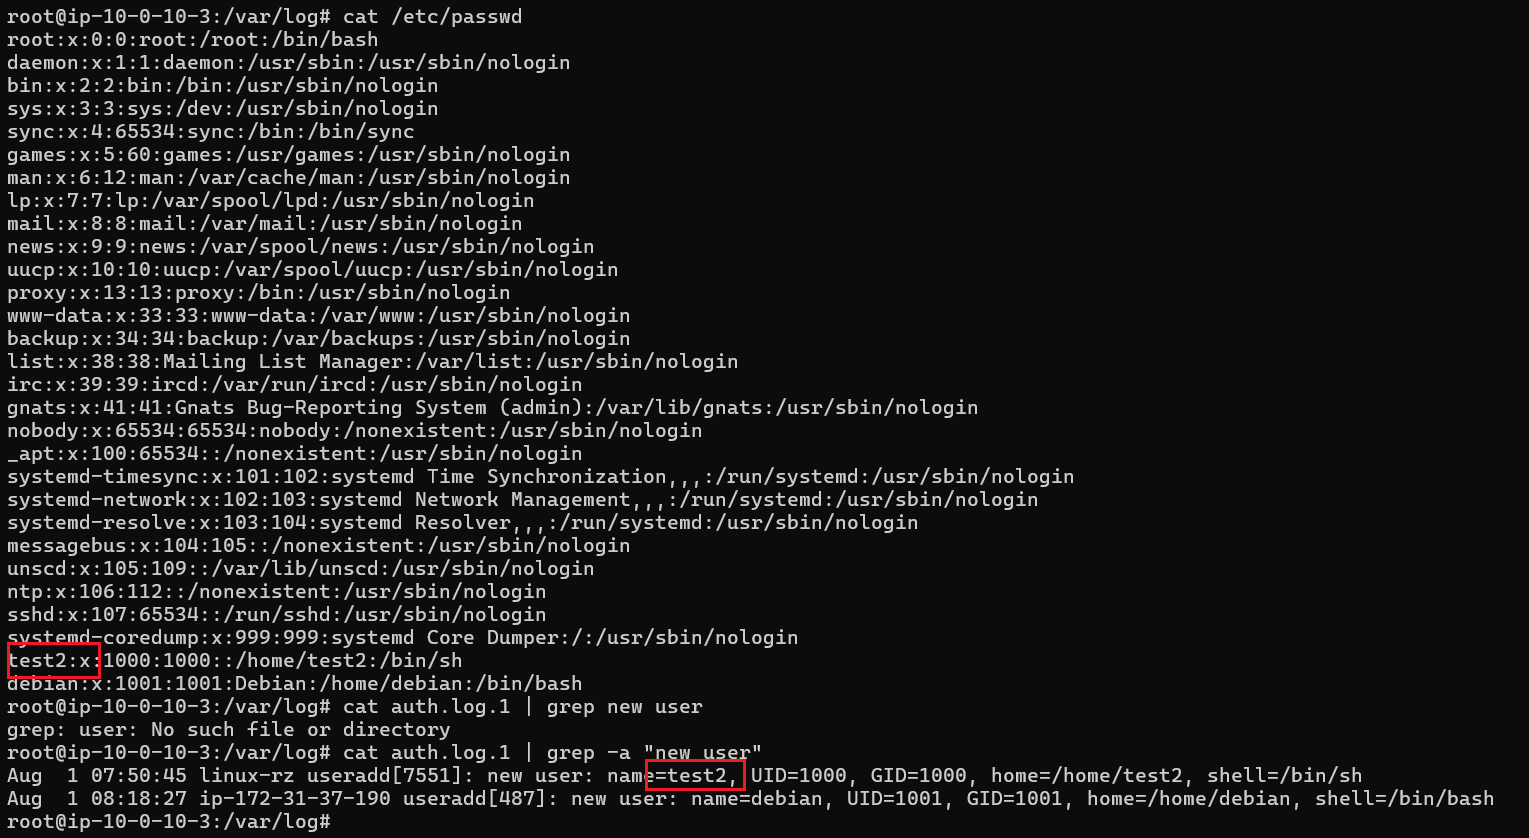 root@ip-10-0-10-3:/var/log# cat /etc/passwd
root:x:0:0:root:/root:/bin/bash
daemon:x:1:1:daemon:/usr/sbin:/usr/sbin/nologin
bin:x:2:2:bin:/bin:/usr/sbin/nologin
sys:x:3:3:sys:/dev:/usr/sbin/nologin
sync:x:4:65534:sync:/bin:/bin/sync
games:x:5:60:games:/usr/games:/usr/sbin/nologin
man:x:6:12:man:/var/cache/man:/usr/sbin/nologin
lp:x:7:7:lp:/var/spool/lpd:/usr/sbin/nologin
mail:x:8:8:mail:/var/mail:/usr/sbin/nologin
news:x:9:9:news:/var/spool/news:/usr/sbin/nologin
uucp:x:10:10:uucp:/var/spool/uucp:/usr/sbin/nologin
proxy:x:13:13:proxy:/bin:/usr/sbin/nologin
www-data:x:33:33:www-data:/var/www:/usr/sbin/nologin
backup:x:34:34:backup:/var/backups:/usr/sbin/nologin
list:x:38:38:Mailing List Manager:/var/list:/usr/sbin/nologin
irc:x:39:39:ircd:/var/run/ircd:/usr/sbin/nologin
gnats:x:41:41:Gnats Bug-Reporting System (admin):/var/lib/gnats:/usr/sbin/nologin
nobody:x:65534:65534:nobody:/nonexistent:/usr/sbin/nologin
_apt:x:100:65534::/nonexistent:/usr/sbin/nologin
systemd-timesync:x:101:102:systemd Time Synchronization,,,:/run/systemd:/usr/sbin/nologin
systemd-network:x:102:103:systemd Network Management,,,:/run/systemd:/usr/sbin/nologin
systemd-resolve:x:103:104:systemd Resolver,,,:/run/systemd:/usr/sbin/nologin
messagebus:x:104:105::/nonexistent:/usr/sbin/nologin
unscd:x:105:109::/var/lib/unscd:/usr/sbin/nologin
ntp:x:106:112::/nonexistent:/usr/sbin/nologin
sshd:x:107:65534::/run/sshd:/usr/sbin/nologin
systemd-coredump:x:999:999:systemd Core Dumper:/:/usr/sbin/nologin
test2:x:1000:1000::/home/test2:/bin/sh
debian:x:1001:1001:Debian:/home/debian:/bin/bash
root@ip-10-0-10-3:/var/log# cat auth.log.1 | grep new user
grep: user: No such file or directory
root@ip-10-0-10-3:/var/log# cat auth.log.1 | grep -a "new user"
Aug  1 07:50:45 linux-rz useradd[7551]: new user: name=test2, UID=1000, GID=1000, home=/home/test2, shell=/bin/sh
Aug  1 08:18:27 ip-172-31-37-190 useradd[487]: new user: name=debian, UID=1001, GID=1001, home=/home/debian, shell=/bin/bash
root@ip-10-0-10-3:/var/log#